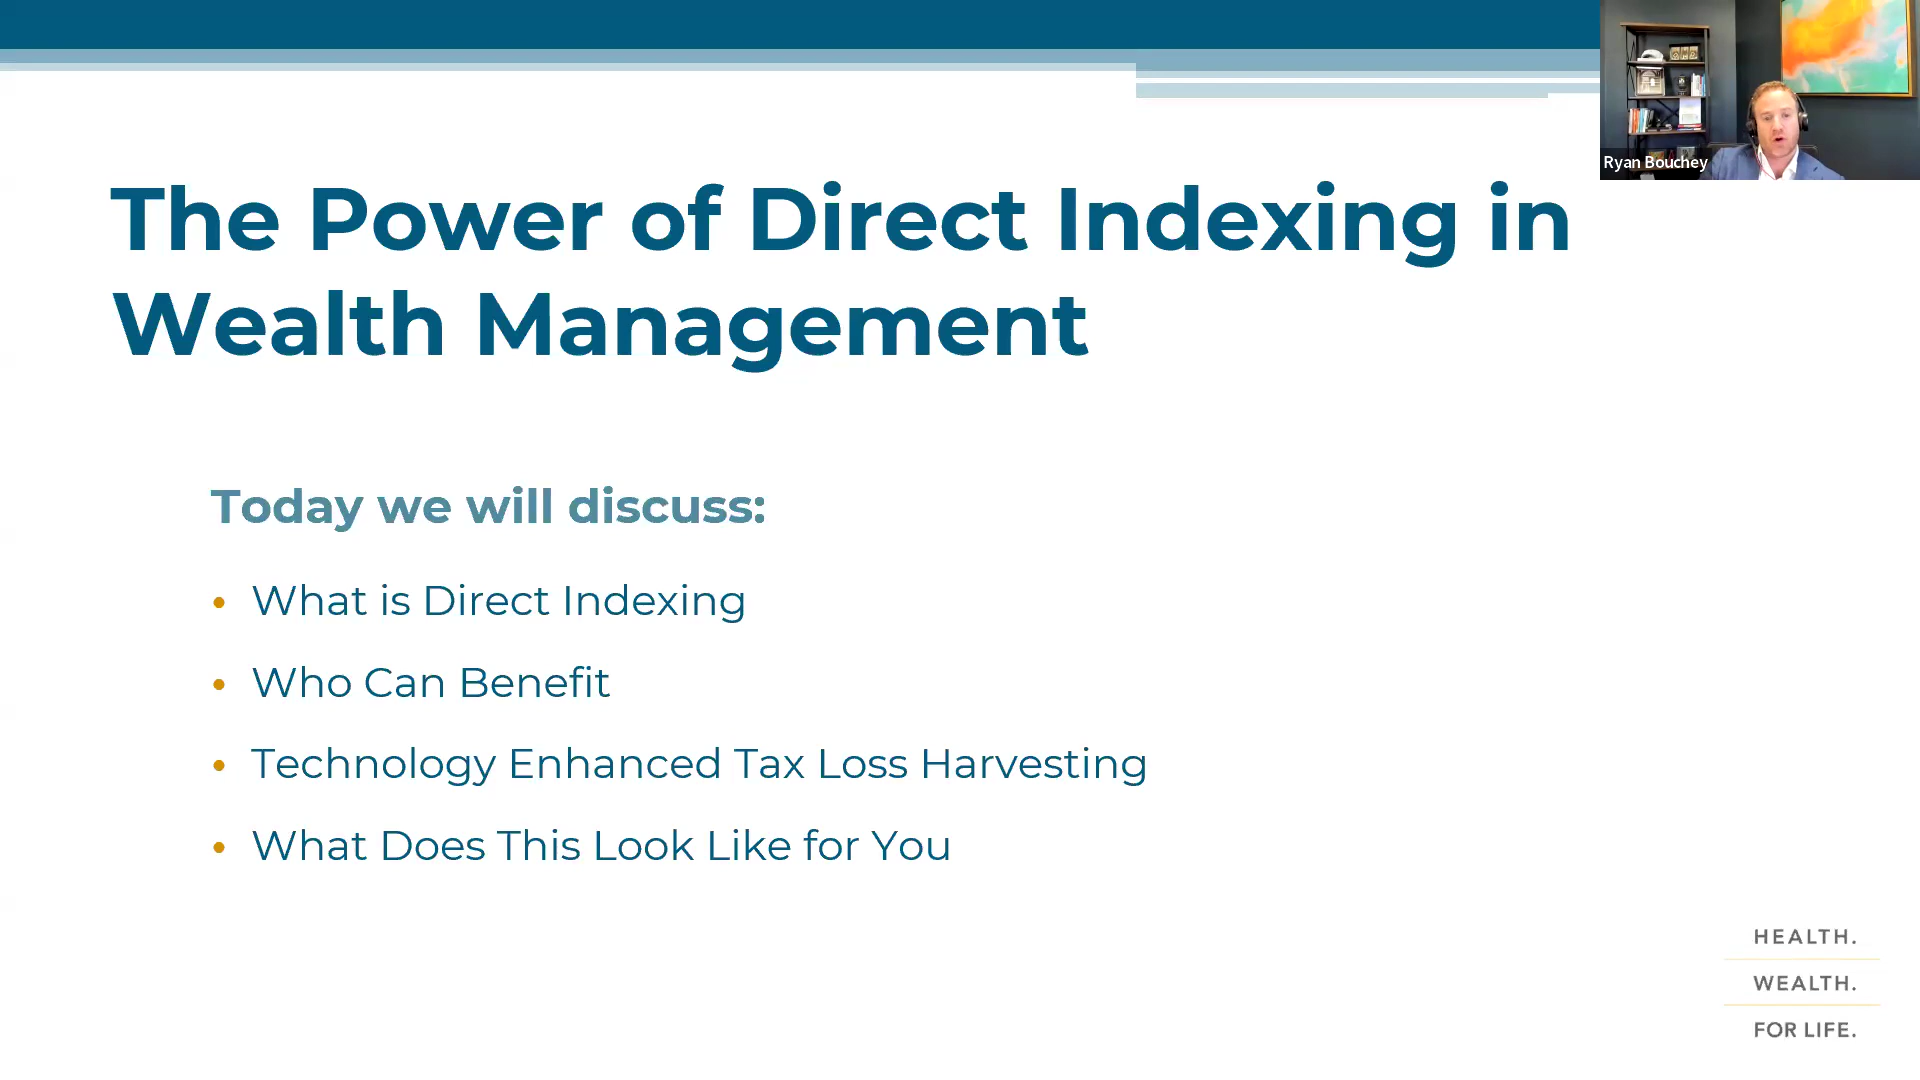 Ryan Bouchey
The Power of Direct Indexing in
Wealth Management
Today we will discuss:
• What is Direct Indexing
• Who Can Benefit
• Technology Enhanced Tax Loss Harvesting
• What Does This Look Like for You
HEALTH.
WEALTH.
FOR LIFE.